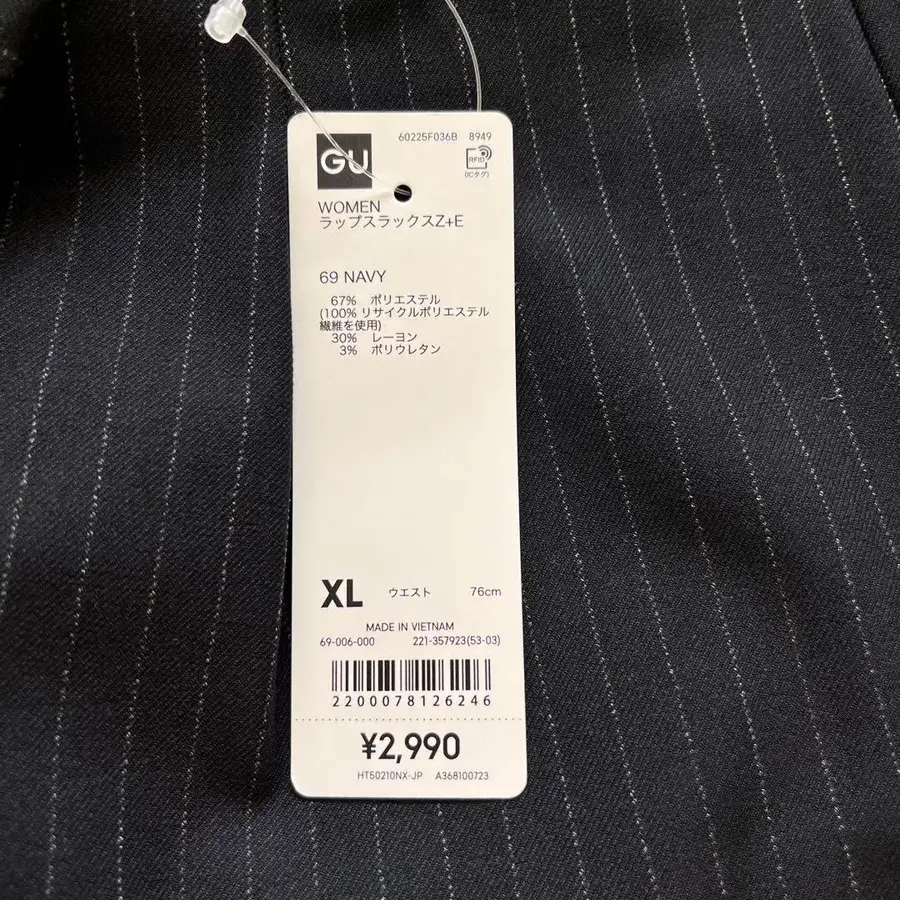 60225F036B 8949
GU
RFID
(ICタグ)
WOMEN
ラップスラックスZ+E
69 NAVY
67% ポリエステル
(100% リサイクルポリエステル
繊維を使用)
30% レーヨン
3% ポリウレタン
XL ウエスト 76cm
MADE IN VIETNAM
69-006-000 221-357923(53-03)
2200078126246
¥2,990
HT50210NX-JP A368100723